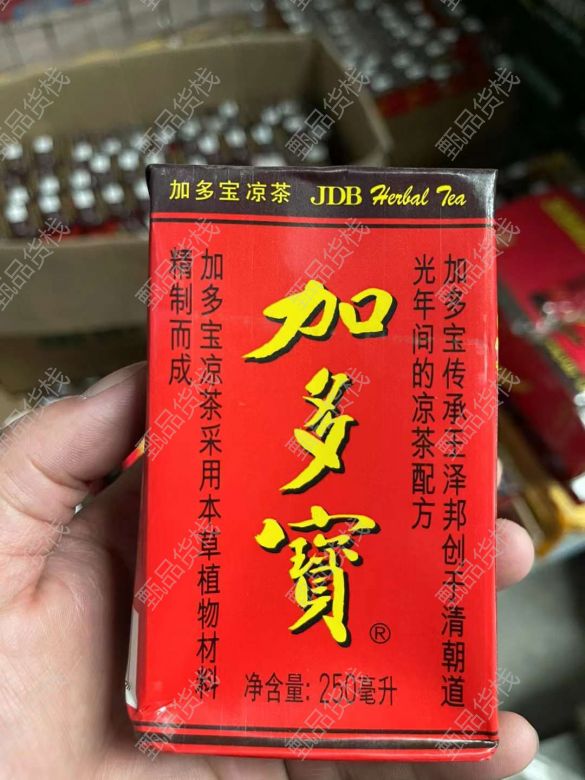 加多宝凉茶 JDB Herbal Tea
加多宝传承王泽邦创于清朝道
光年间的凉茶配方
加多寳®
加多宝凉茶采用本草植物材料
精制而成
净含量: 250毫升
甄品货栈